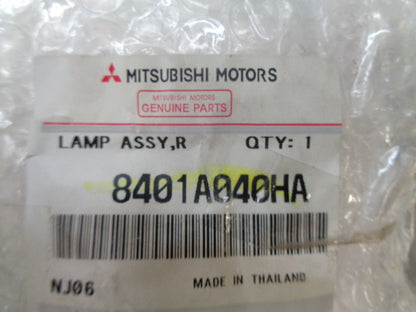 MITSUBISHI MOTORS
MITSUBISHI MOTORS
GENUINE PARTS
LAMP ASSY,R QTY: 1
8401A040HA
NJ06 MADE IN THAILAND